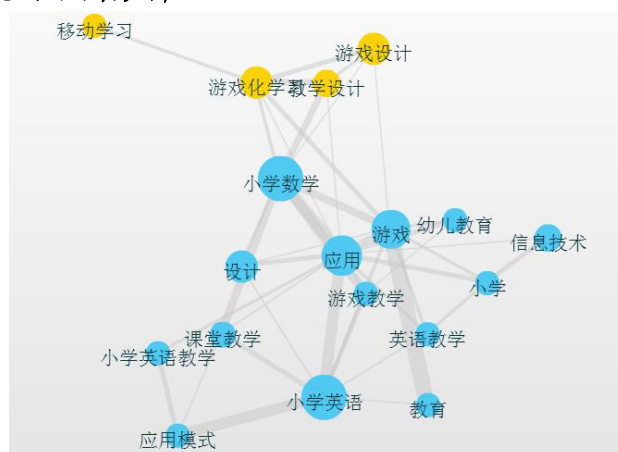 移动学习
游戏设计
游戏化学习
教学设计
小学数学
幼儿教育
游戏
信息技术
应用
设计
小学
游戏教学
课堂教学
英语教学
小学英语教学
小学英语
教育
应用模式